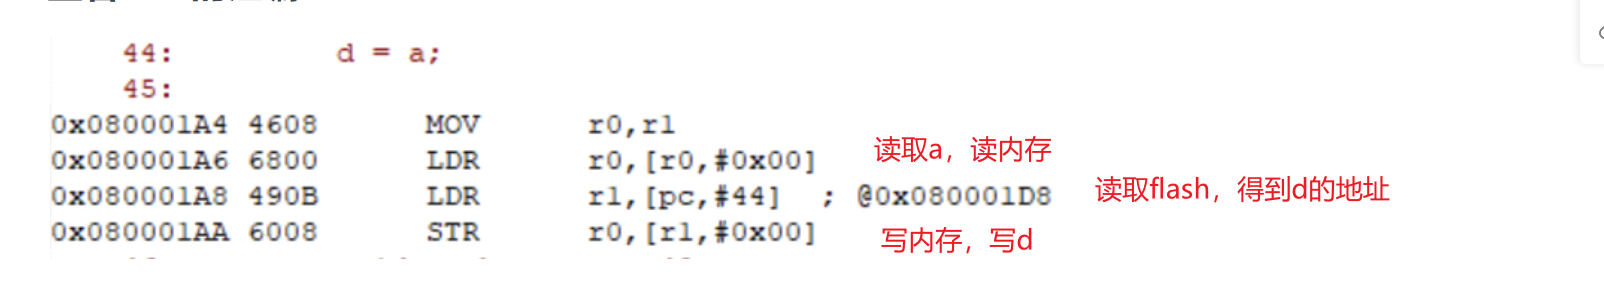 44: d = a;
45:
0x080001A4 4608 MOV r0,r1
0x080001A6 6800 LDR r0,[r0,#0x00] 读取a，读内存
0x080001A8 490B LDR r1,[pc,#44] ; @0x080001D8 读取flash，得到d的地址
0x080001AA 6008 STR r0,[r1,#0x00] 写内存，写d